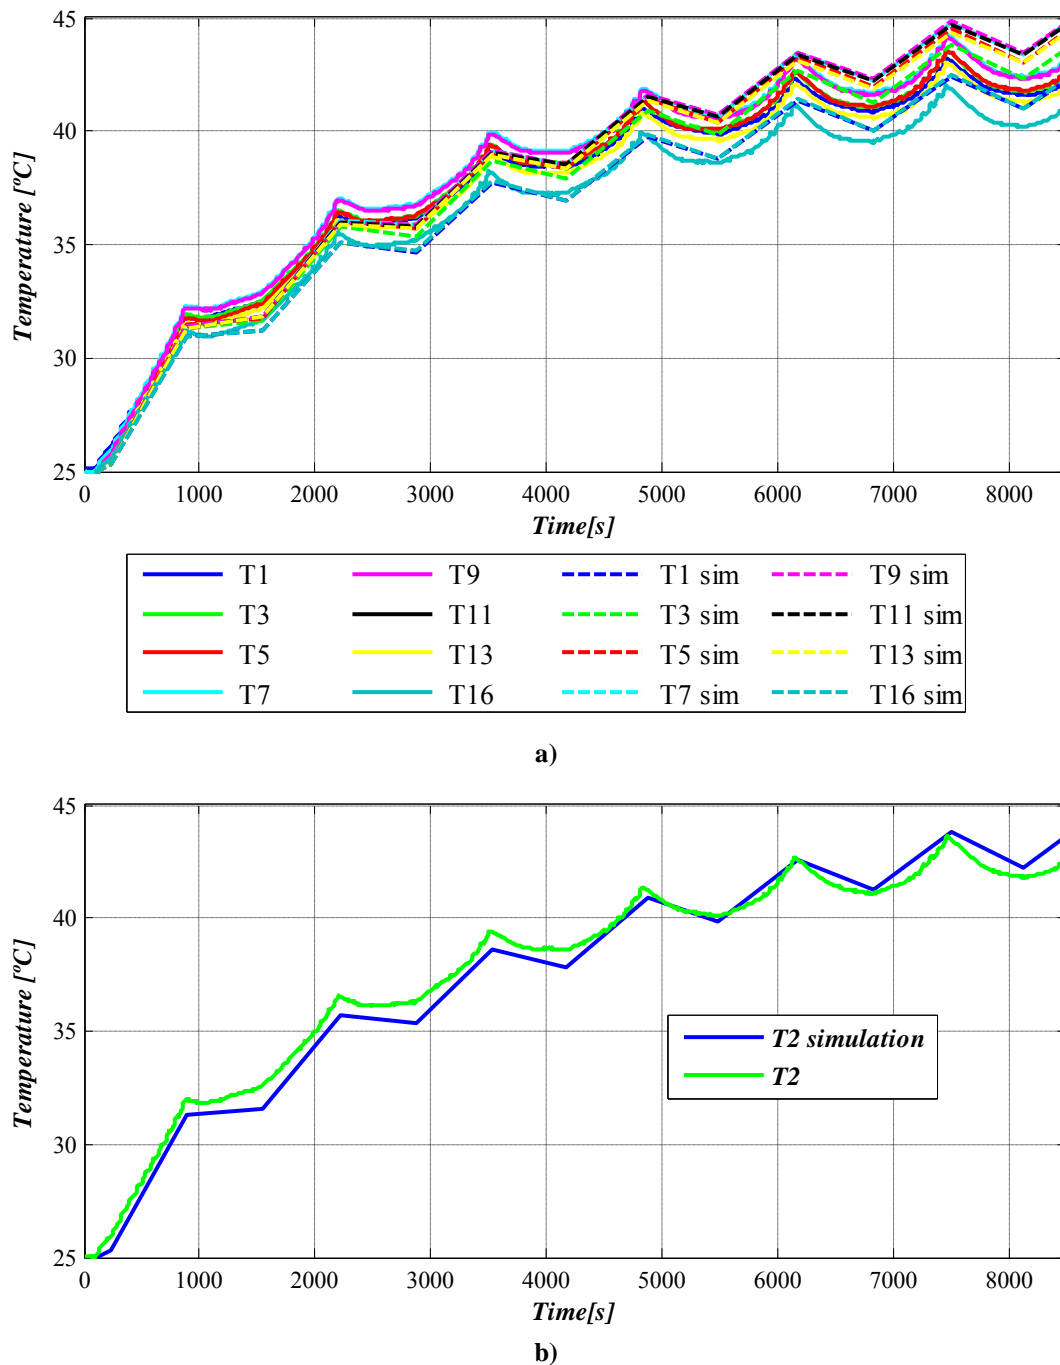 45
40
35
30
25
Temperature [ºC]
0 1000 2000 3000 4000 5000 6000 7000 8000
Time[s]
T1 T9 T1 sim T9 sim
T3 T11 T3 sim T11 sim
T5 T13 T5 sim T13 sim
T7 T16 T7 sim T16 sim
a)
45
40
35
30
25
Temperature [ºC]
T2 simulation
T2
0 1000 2000 3000 4000 5000 6000 7000 8000
Time[s]
b)